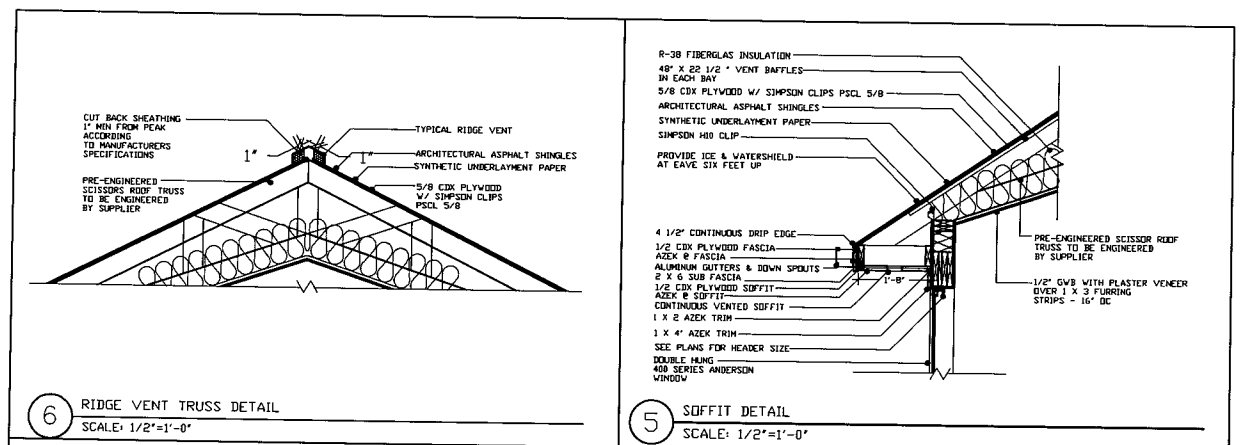 CUT BACK SHEATHING
1" MIN FROM PEAK
ACCORDING
TO MANUFACTURERS
SPECIFICATIONS
1"
1"
TYPICAL RIDGE VENT
ARCHITECTURAL ASPHALT SHINGLES
SYNTHETIC UNDERLAYMENT PAPER
PRE-ENGINEERED
SCISSORS ROOF TRUSS
TO BE ENGINEERED
BY SUPPLIER
5/8 CDX PLYWOOD
W/ SIMPSON CLIPS
PSCL 5/8
6
RIDGE VENT TRUSS DETAIL
SCALE: 1/2"=1'-0"
R-38 FIBERGLAS INSULATION
48" X 22 1/2 " VENT BAFFLES
IN EACH BAY
5/8 CDX PLYWOOD W/ SIMPSON CLIPS PSCL 5/8
ARCHITECTURAL ASPHALT SHINGLES
SYNTHETIC UNDERLAYMENT PAPER
SIMPSON H10 CLIP
PROVIDE ICE & WATERSHIELD
AT EAVE SIX FEET UP
4 1/2" CONTINUOUS DRIP EDGE
1/2 CDX PLYWOOD FASCIA
AZEK @ FASCIA
ALUMINUM GUTTERS & DOWN SPOUTS
2 X 6 SUB FASCIA
1/2 CDX PLYWOOD SOFFIT
AZEK @ SOFFIT
CONTINUOUS VENTED SOFFIT
1 X 2 AZEK TRIM
1 X 4" AZEK TRIM
SEE PLANS FOR HEADER SIZE
DOUBLE HUNG
400 SERIES ANDERSON
WINDOW
1'-8"
PRE-ENGINEERED SCISSOR ROOF
TRUSS TO BE ENGINEERED
BY SUPPLIER
1/2" GWB WITH PLASTER VENEER
OVER 1 X 3 FURRING
STRIPS - 16" OC
5
SOFFIT DETAIL
SCALE: 1/2"=1'-0"